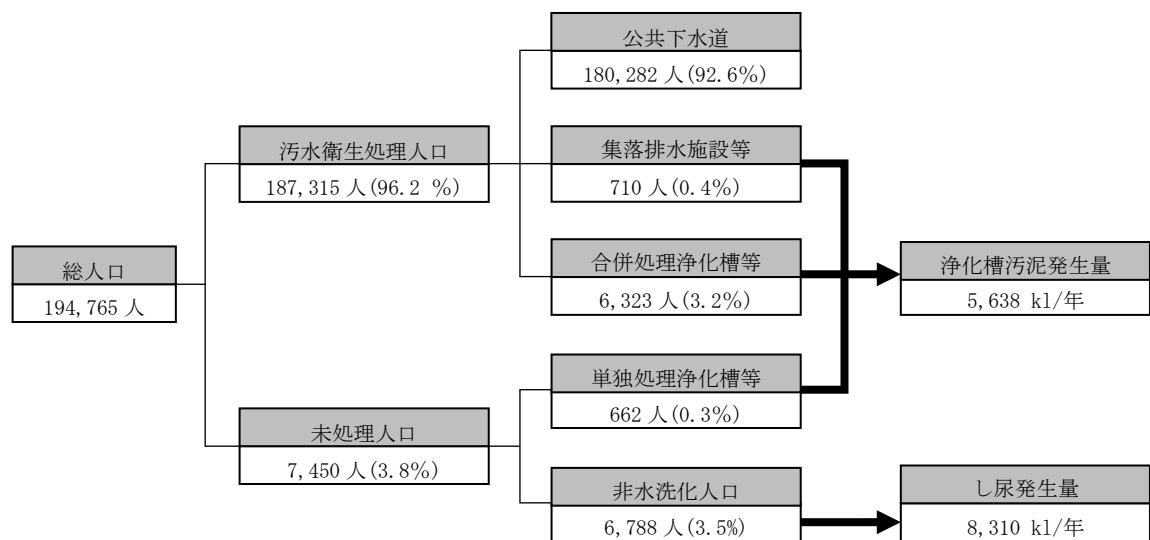 公共下水道
180,282 人(92.6%)
汚水衛生処理人口
187,315 人(96.2 %)
集落排水施設等
710 人(0.4%)
総人口
194,765 人
合併処理浄化槽等
6,323 人(3.2%)
浄化槽汚泥発生量
5,638 kl/年
単独処理浄化槽等
662 人(0.3%)
未処理人口
7,450 人(3.8%)
非水洗化人口
6,788 人(3.5%)
し尿発生量
8,310 kl/年